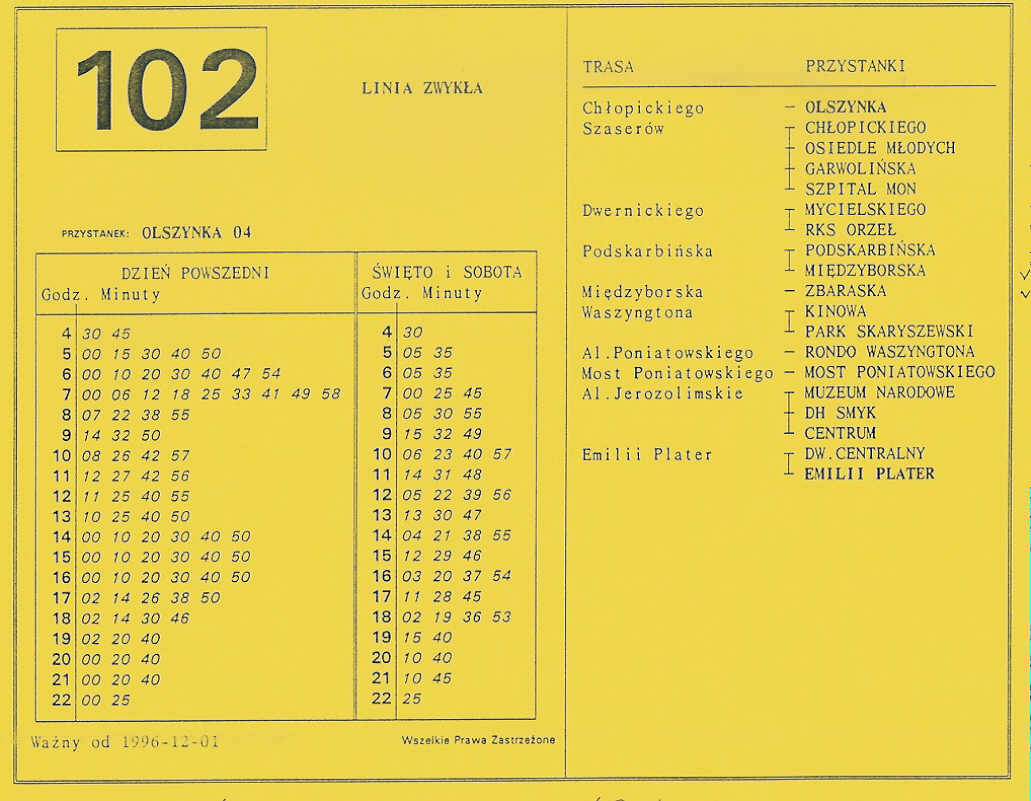 102
LINIA ZWYKŁA
PRZYSTANEK: OLSZYNKA 04
DZIEŃ POWSZEDNI
Godz. Minuty
4 30 45
5 00 15 30 40 50
6 00 10 20 30 40 47 54
7 00 06 12 18 25 33 41 49 58
8 07 22 38 55
9 14 32 50
10 08 26 42 57
11 12 27 42 56
12 11 25 40 55
13 10 25 40 50
14 00 10 20 30 40 50
15 00 10 20 30 40 50
16 00 10 20 30 40 50
17 02 14 26 38 50
18 02 14 30 46
19 02 20 40
20 00 20 40
21 00 20 40
22 00 25
ŚWIĘTO i SOBOTA
Godz. Minuty
4 30
5 05 35
6 05 35
7 00 25 45
8 05 30 55
9 15 32 49
10 06 23 40 57
11 14 31 48
12 05 22 39 56
13 13 30 47
14 04 21 38 55
15 12 29 46
16 03 20 37 54
17 11 28 45
18 02 19 36 53
19 15 40
20 10 40
21 10 45
22 25
Ważny od 1996-12-01
Wszelkie Prawa Zastrzeżone
TRASA PRZYSTANKI
Chłopickiego - OLSZYNKA
Szaserów CHŁOPICKIEGO
OSIEDLE MŁODYCH
GARWOLIŃSKA
SZPITAL MON
Dwernickiego MYCIELSKIEGO
RKS ORZEŁ
Podskarbińska PODSKARBIŃSKA
MIĘDZYBORSKA
Międzyborska - ZBARASKA
Waszyngtona KINOWA
PARK SKARYSZEWSKI
Al.Poniatowskiego - RONDO WASZYNGTONA
Most Poniatowskiego - MOST PONIATOWSKIEGO
Al.Jerozolimskie MUZEUM NARODOWE
DH SMYK
CENTRUM
Emilii Plater DW.CENTRALNY
EMILII PLATER